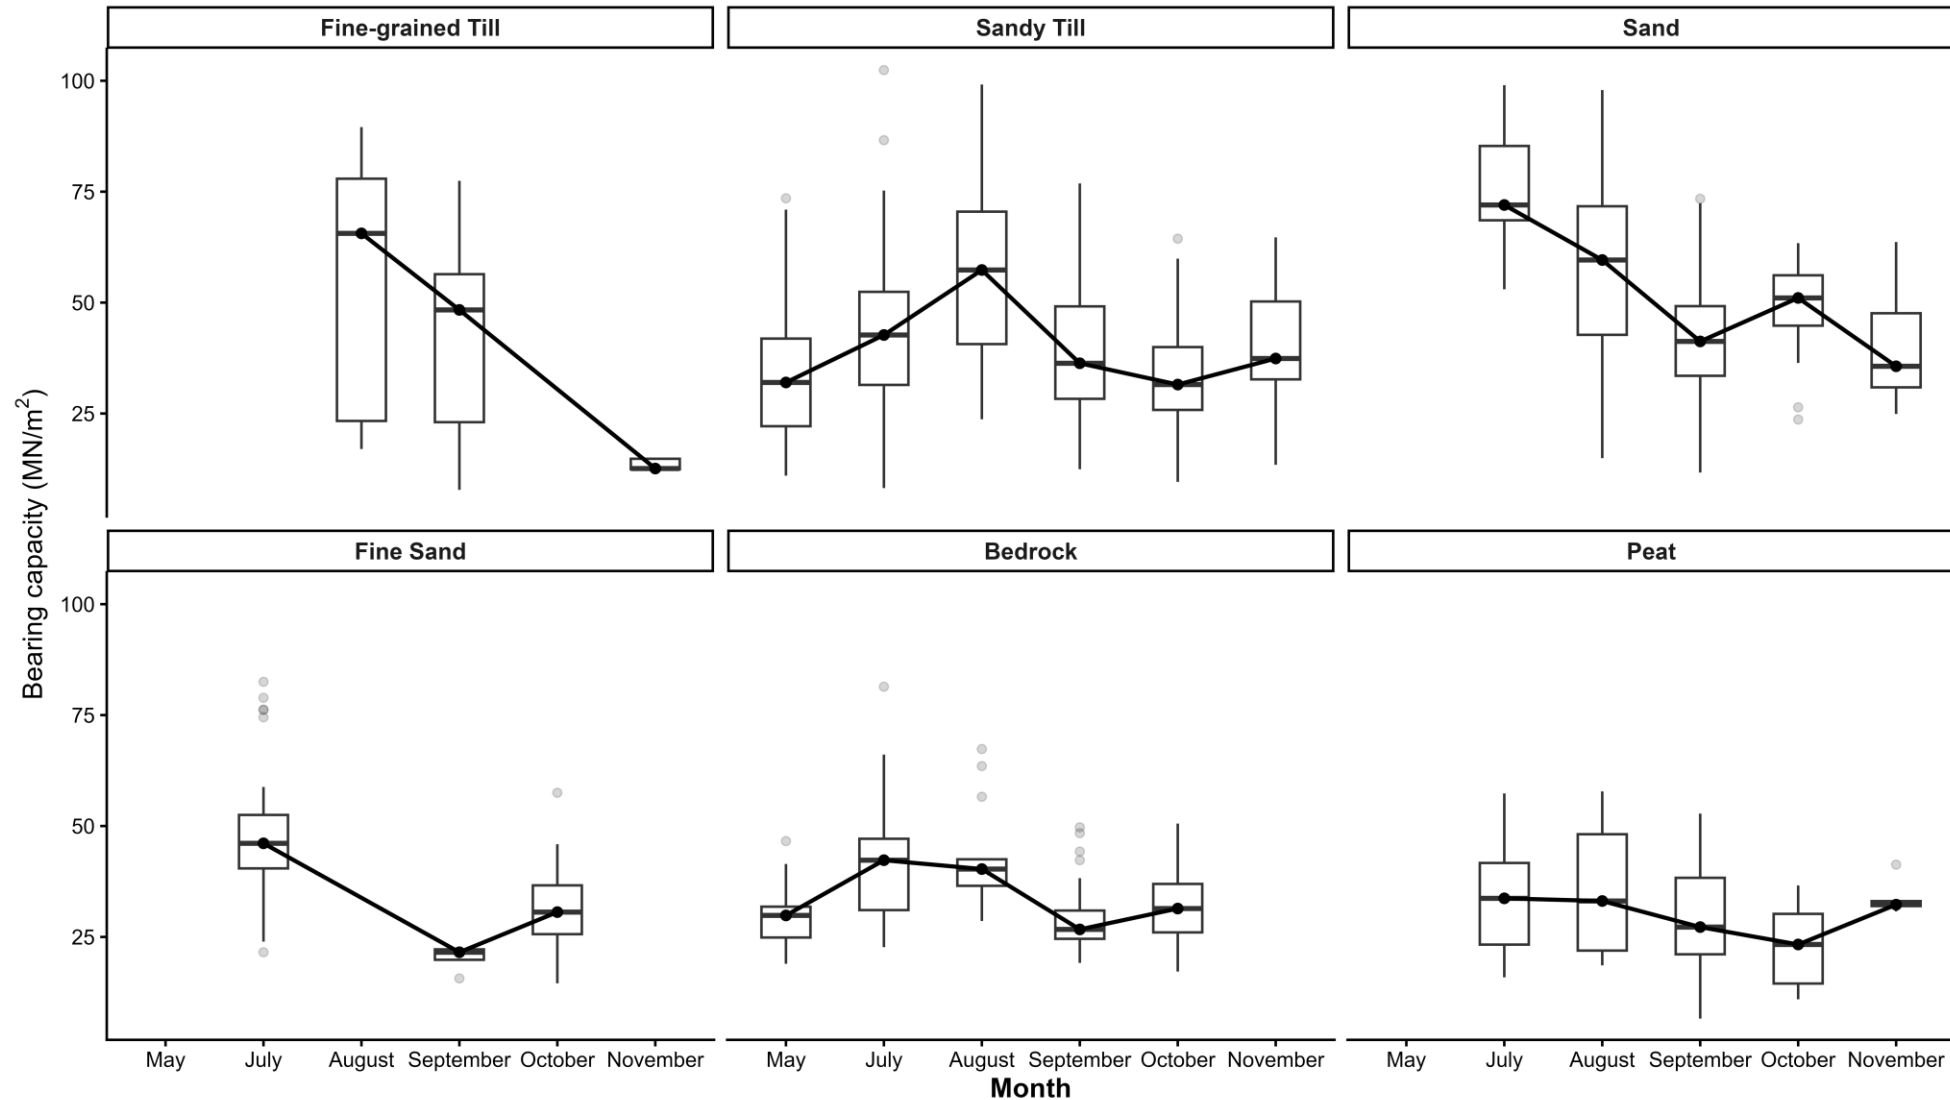 Fine-grained Till
Sandy Till
Sand
100
75
50
25
Fine Sand
Bedrock
Peat
100
75
50
25
Bearing capacity (MN/m²)
May July August September October November
May July August September October November
May July August September October November
Month